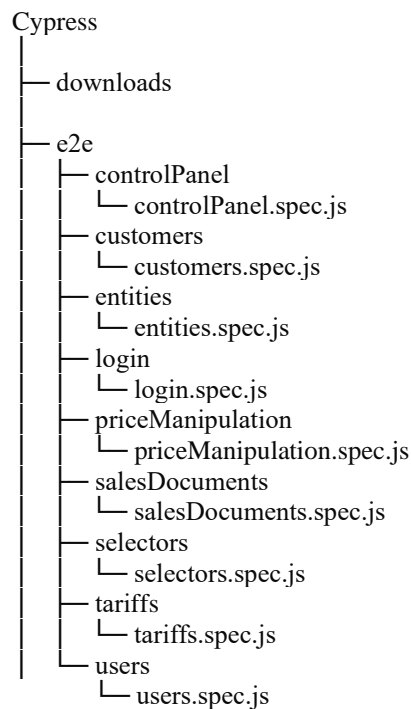 Cypress
downloads
e2e
controlPanel
controlPanel.spec.js
customers
customers.spec.js
entities
entities.spec.js
login
login.spec.js
priceManipulation
priceManipulation.spec.js
salesDocuments
salesDocuments.spec.js
selectors
selectors.spec.js
tariffs
tariffs.spec.js
users
users.spec.js